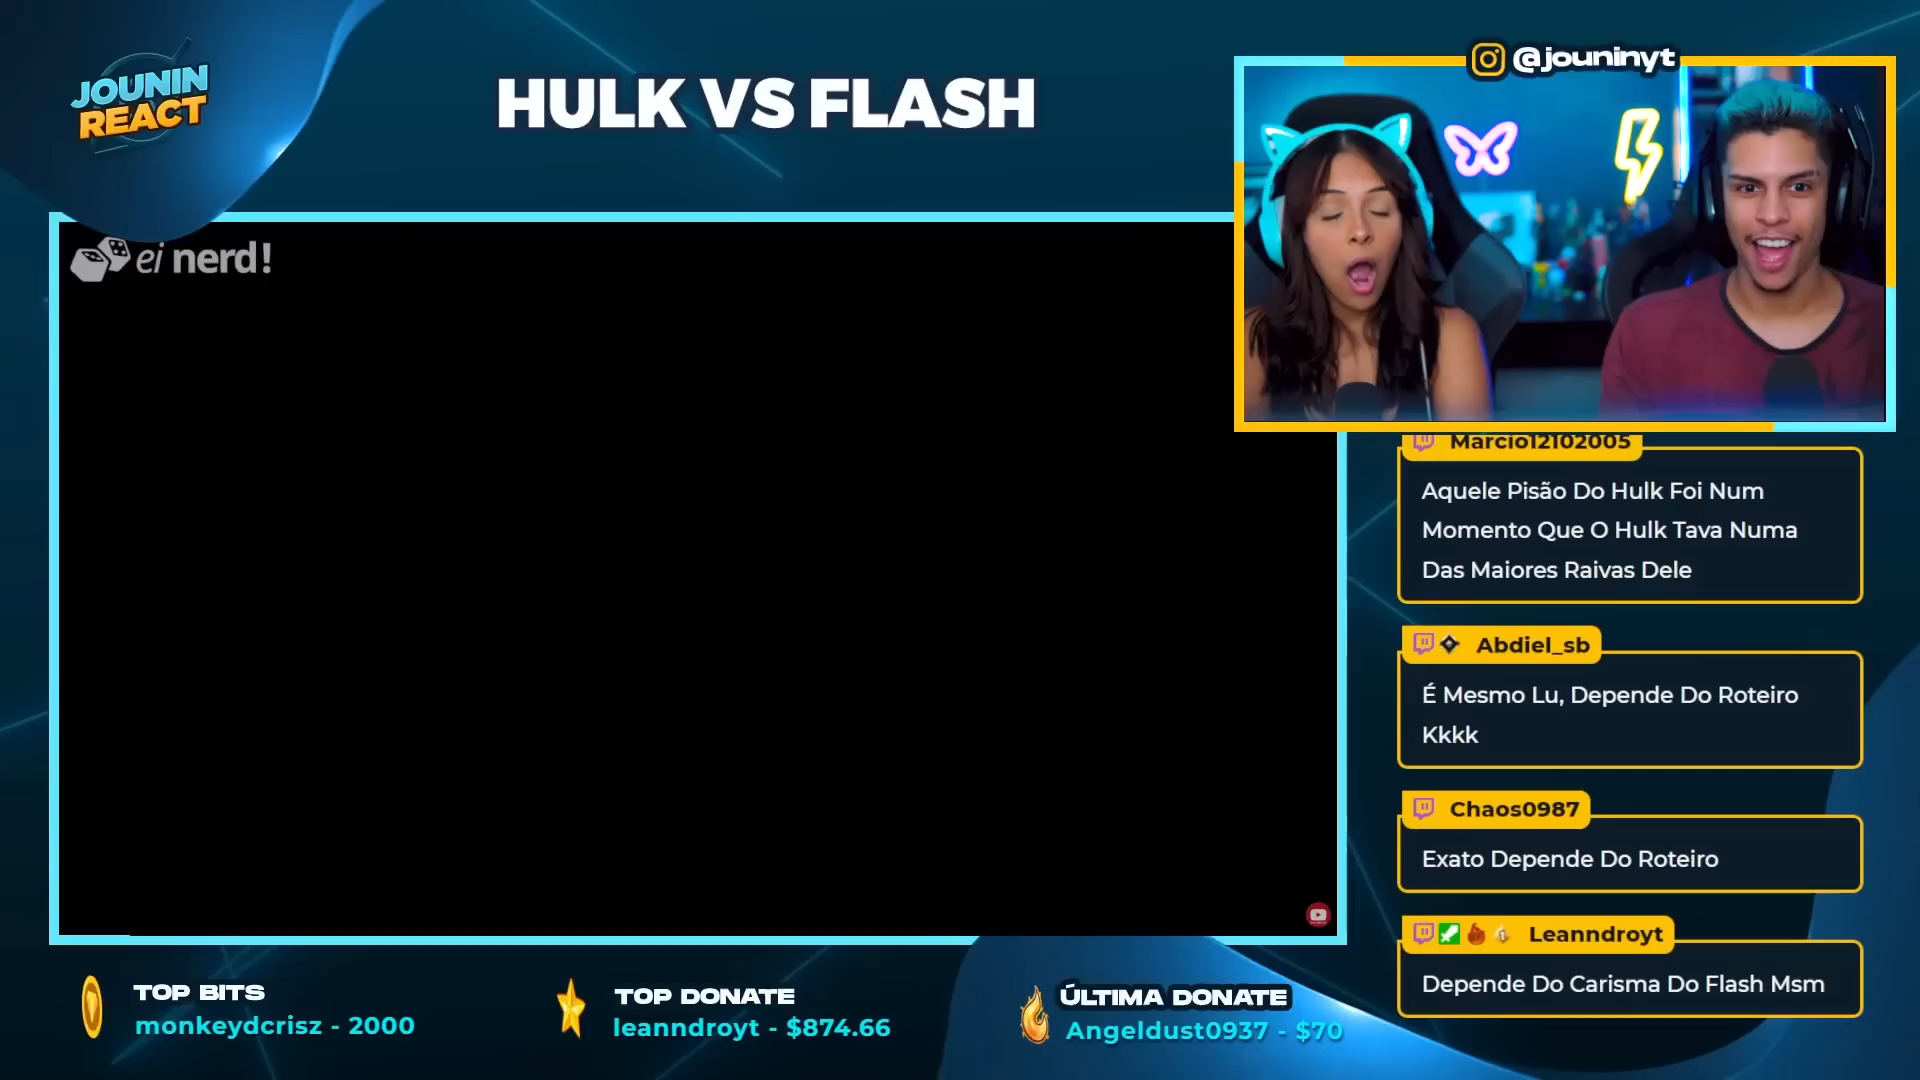 JOUNIN
REACT
HULK VS FLASH
@jouninyt
ei nerd!
Marcio12102005
Aquele Pisão Do Hulk Foi Num
Momento Que O Hulk Tava Numa
Das Maiores Raivas Dele
Abdiel_sb
É Mesmo Lu, Depende Do Roteiro
Kkkk
Chaos0987
Exato Depende Do Roteiro
Leanndroyt
Depende Do Carisma Do Flash Msm
TOP BITS
monkeydcrisz - 2000
TOP DONATE
leanndroyt - $874.66
ÚLTIMA DONATE
Angeldust0937 - $70